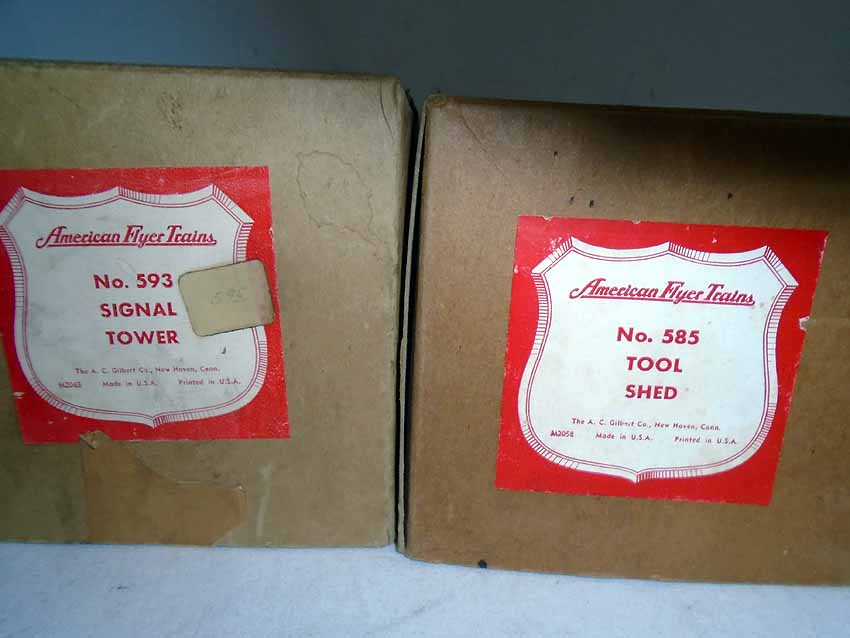 American Flyer Trains
No. 593
SIGNAL
TOWER
The A. C. Gilbert Co., New Haven, Conn.
M2063 Made in U.S.A. Printed in U.S.A.
American Flyer Trains
No. 585
TOOL
SHED
The A. C. Gilbert Co., New Haven, Conn.
M2058 Made in U.S.A. Printed in U.S.A.